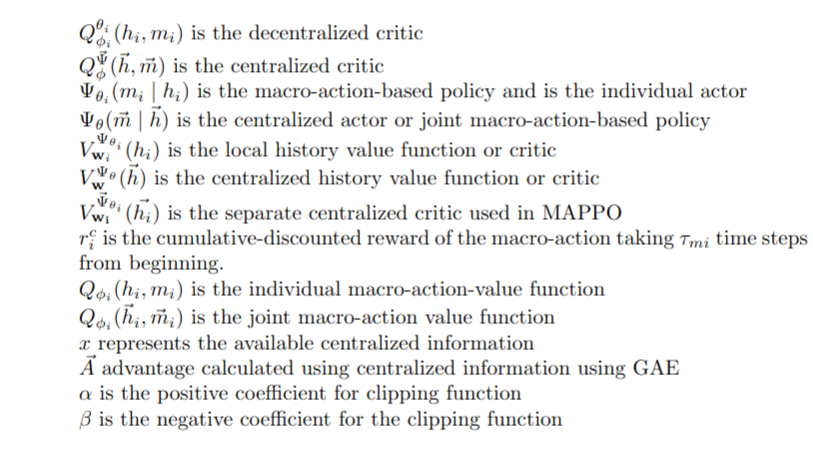 $Q_{\phi_i}^{\theta_i}(h_i, m_i)$ is the decentralized critic
$Q_{\phi}^{\vec{\Psi}}(\vec{h}, \vec{m})$ is the centralized critic
$\Psi_{\theta_i}(m_i \mid h_i)$ is the macro-action-based policy and is the individual actor
$\Psi_{\theta}(\vec{m} \mid \vec{h})$ is the centralized actor or joint macro-action-based policy
$V_{\mathbf{w}_i}^{\Psi_{\theta_i}}(h_i)$ is the local history value function or critic
$V_{\mathbf{w}}^{\Psi_{\theta}}(\vec{h})$ is the centralized history value function or critic
$V_{\mathbf{w_i}}^{\vec{\Psi}_{\theta_i}}(\vec{h_i})$ is the separate centralized critic used in MAPPO
$r_i^c$ is the cumulative-discounted reward of the macro-action taking $\tau_{mi}$ time steps
from beginning.
$Q_{\phi_i}(h_i, m_i)$ is the individual macro-action-value function
$Q_{\phi_i}(\vec{h}_i, \vec{m}_i)$ is the joint macro-action value function
$x$ represents the available centralized information
$\vec{A}$ advantage calculated using centralized information using GAE
$\alpha$ is the positive coefficient for clipping function
$\beta$ is the negative coefficient for the clipping function